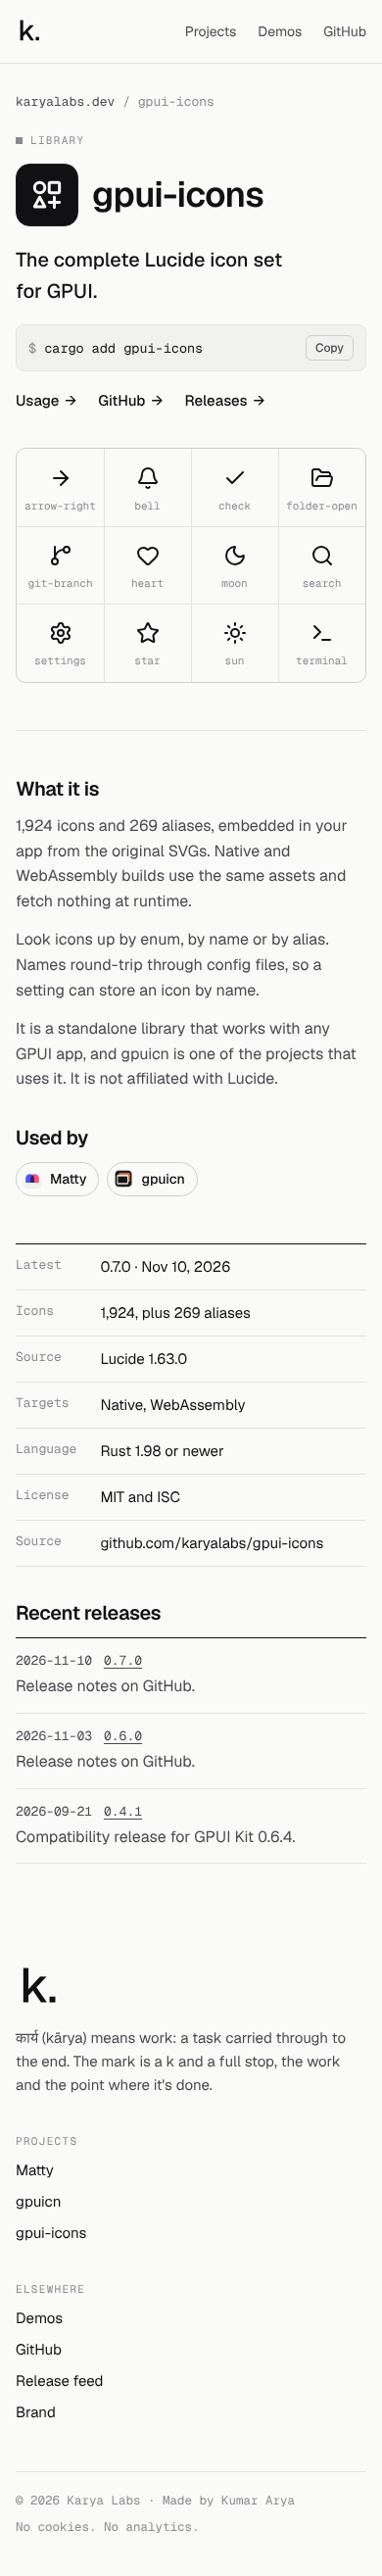 k.
Projects Demos GitHub
karyalabs.dev / gpui-icons
LIBRARY
gpui-icons
The complete Lucide icon set
for GPUI.
$ cargo add gpui-icons Copy
Usage → GitHub → Releases →
arrow-right bell check folder-open
git-branch heart moon search
settings star sun terminal
What it is
1,924 icons and 269 aliases, embedded in your
app from the original SVGs. Native and
WebAssembly builds use the same assets and
fetch nothing at runtime.
Look icons up by enum, by name or by alias.
Names round-trip through config files, so a
setting can store an icon by name.
It is a standalone library that works with any
GPUI app, and gpuicn is one of the projects that
uses it. It is not affiliated with Lucide.
Used by
Matty gpuicn
Latest 0.7.0 · Nov 10, 2026
Icons 1,924, plus 269 aliases
Source Lucide 1.63.0
Targets Native, WebAssembly
Language Rust 1.98 or newer
License MIT and ISC
Source github.com/karyalabs/gpui-icons
Recent releases
2026-11-10 0.7.0
Release notes on GitHub.
2026-11-03 0.6.0
Release notes on GitHub.
2026-09-21 0.4.1
Compatibility release for GPUI Kit 0.6.4.
k.
कार्य (kārya) means work: a task carried through to
the end. The mark is a k and a full stop, the work
and the point where it's done.
PROJECTS
Matty
gpuicn
gpui-icons
ELSEWHERE
Demos
GitHub
Release feed
Brand
© 2026 Karya Labs · Made by Kumar Arya
No cookies. No analytics.